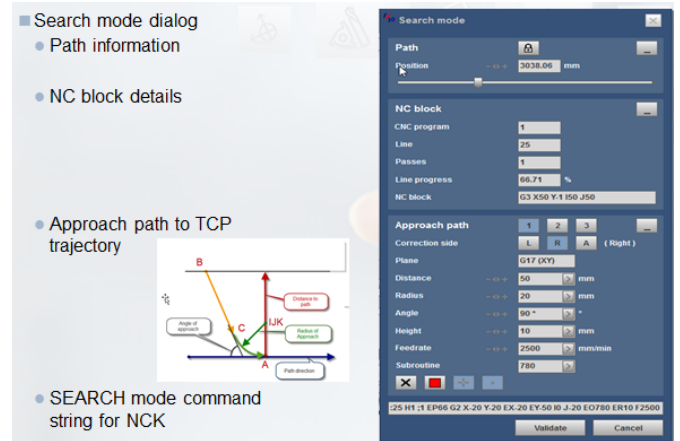 Search mode dialog
Path information
NC block details
Approach path to TCP
trajectory
B
Distance to
path
Angle of
approach
C
IJK
Radius of
Approach
A
Path direction
SEARCH mode command
string for NCK
Search mode
Path
Position
3038.06 mm
NC block
CNC program 1
Line 25
Passes 1
Line progress 66.71 %
NC block G3 X50 Y-1 I50 J50
Approach path 1 2 3
Correction side L R A ( Right )
Plane G17 (XY)
Distance 50 mm
Radius 20 mm
Angle 90 ° °
Height 10 mm
Feedrate 2500 mm/min
Subroutine 780
:25 H1 ;1 EP66 G2 X-20 Y-20 EX-20 EY-50 I0 J-20 EO780 ER10 F2500
Validate Cancel